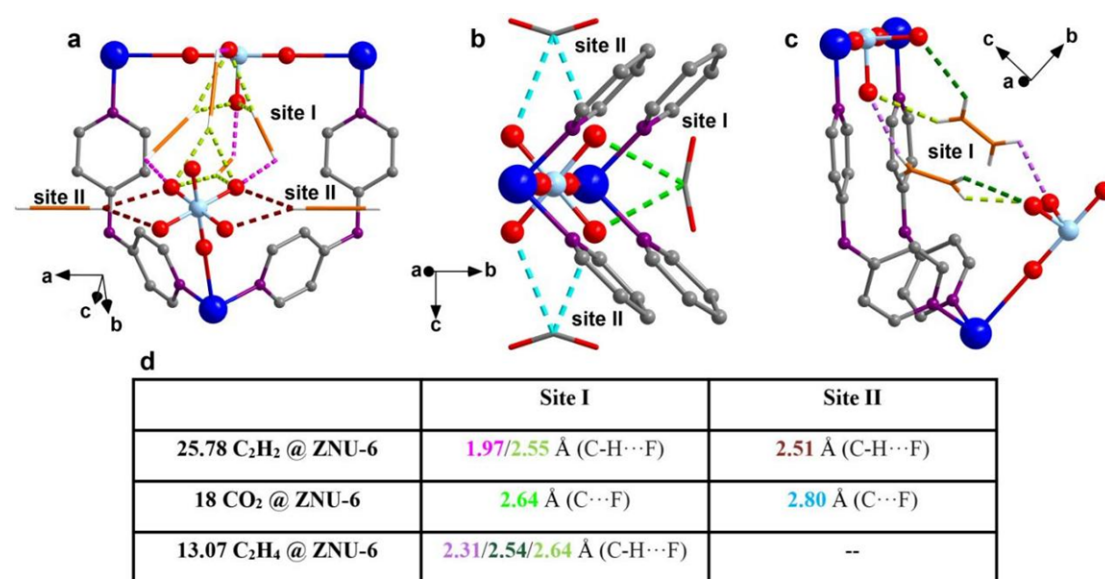 a
site I
site II
site II
a
c
b
b
site II
site I
site II
a
b
c
c
c
b
a
site I
d
Site I Site II
25.78 C₂H₂ @ ZNU-6 1.97/2.55 Å (C-H···F) 2.51 Å (C-H···F)
18 CO₂ @ ZNU-6 2.64 Å (C···F) 2.80 Å (C···F)
13.07 C₂H₄ @ ZNU-6 2.31/2.54/2.64 Å (C-H···F) --